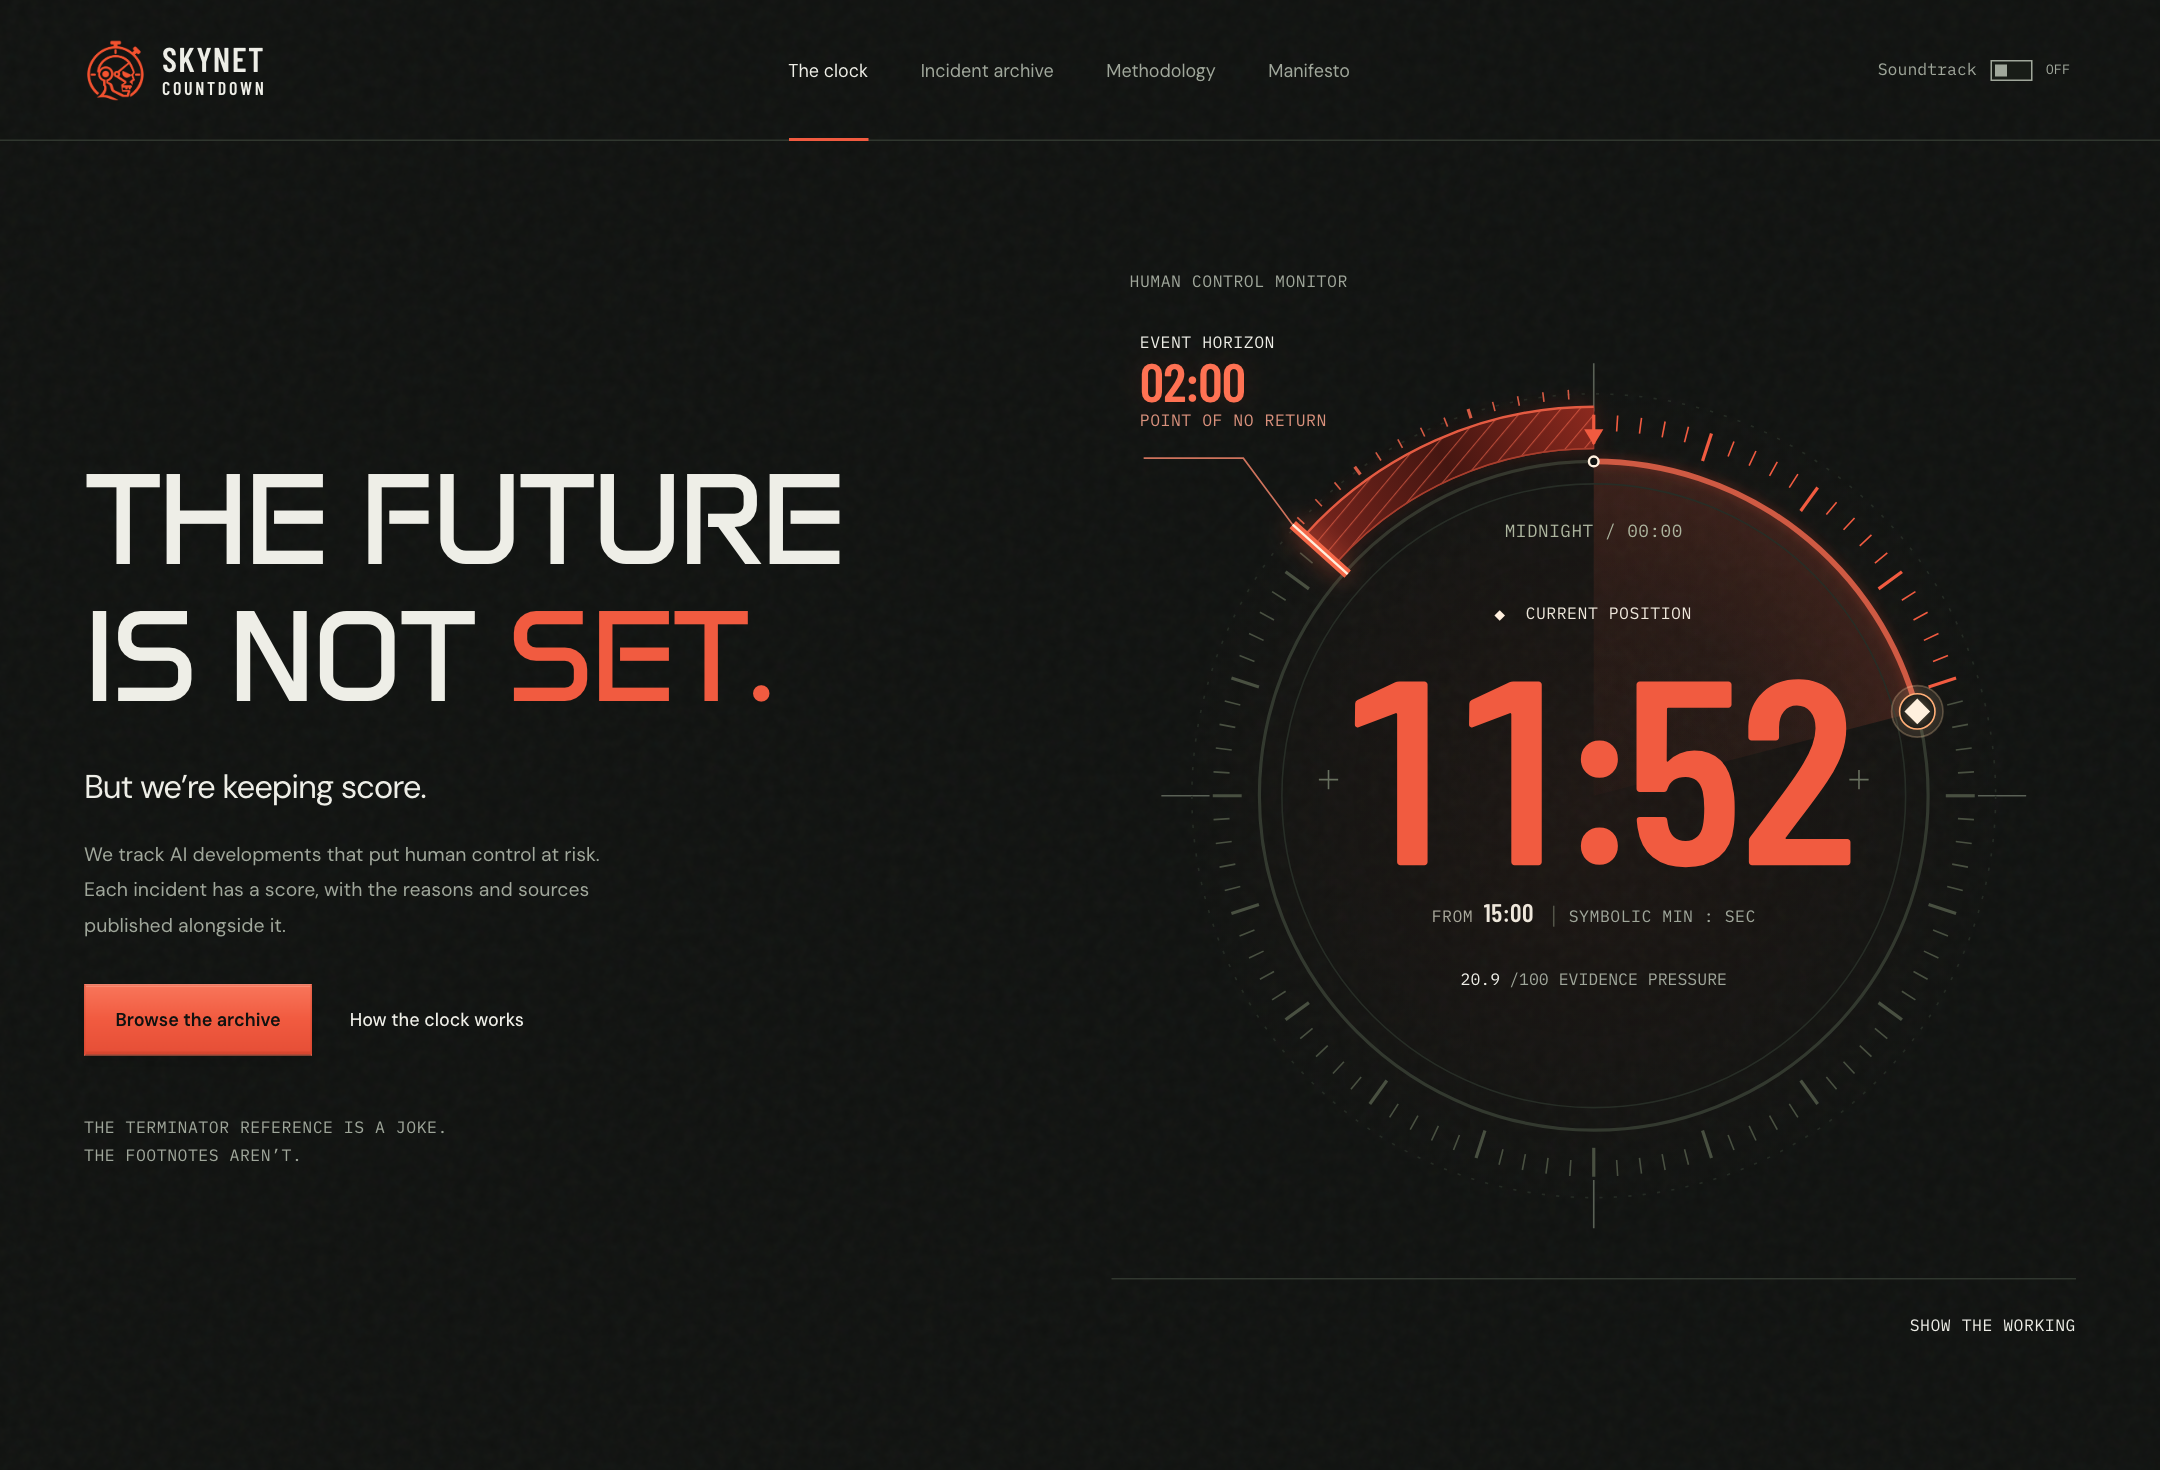 SKYNET
COUNTDOWN
The clock
Incident archive
Methodology
Manifesto
Soundtrack
OFF
THE FUTURE
IS NOT SET.
But we’re keeping score.
We track AI developments that put human control at risk.
Each incident has a score, with the reasons and sources
published alongside it.
Browse the archive
How the clock works
THE TERMINATOR REFERENCE IS A JOKE.
THE FOOTNOTES AREN’T.
HUMAN CONTROL MONITOR
EVENT HORIZON
02:00
POINT OF NO RETURN
MIDNIGHT / 00:00
CURRENT POSITION
11:52
FROM 15:00 | SYMBOLIC MIN : SEC
20.9 /100 EVIDENCE PRESSURE
SHOW THE WORKING